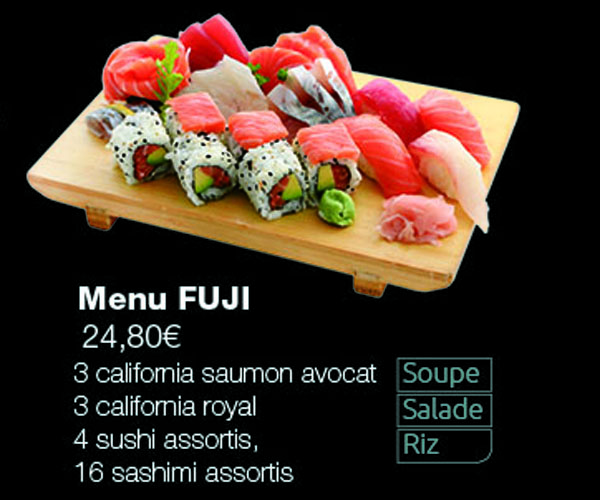 Menu FUJI
24,80€
3 california saumon avocat
3 california royal
4 sushi assortis,
16 sashimi assortis
Soupe
Salade
Riz